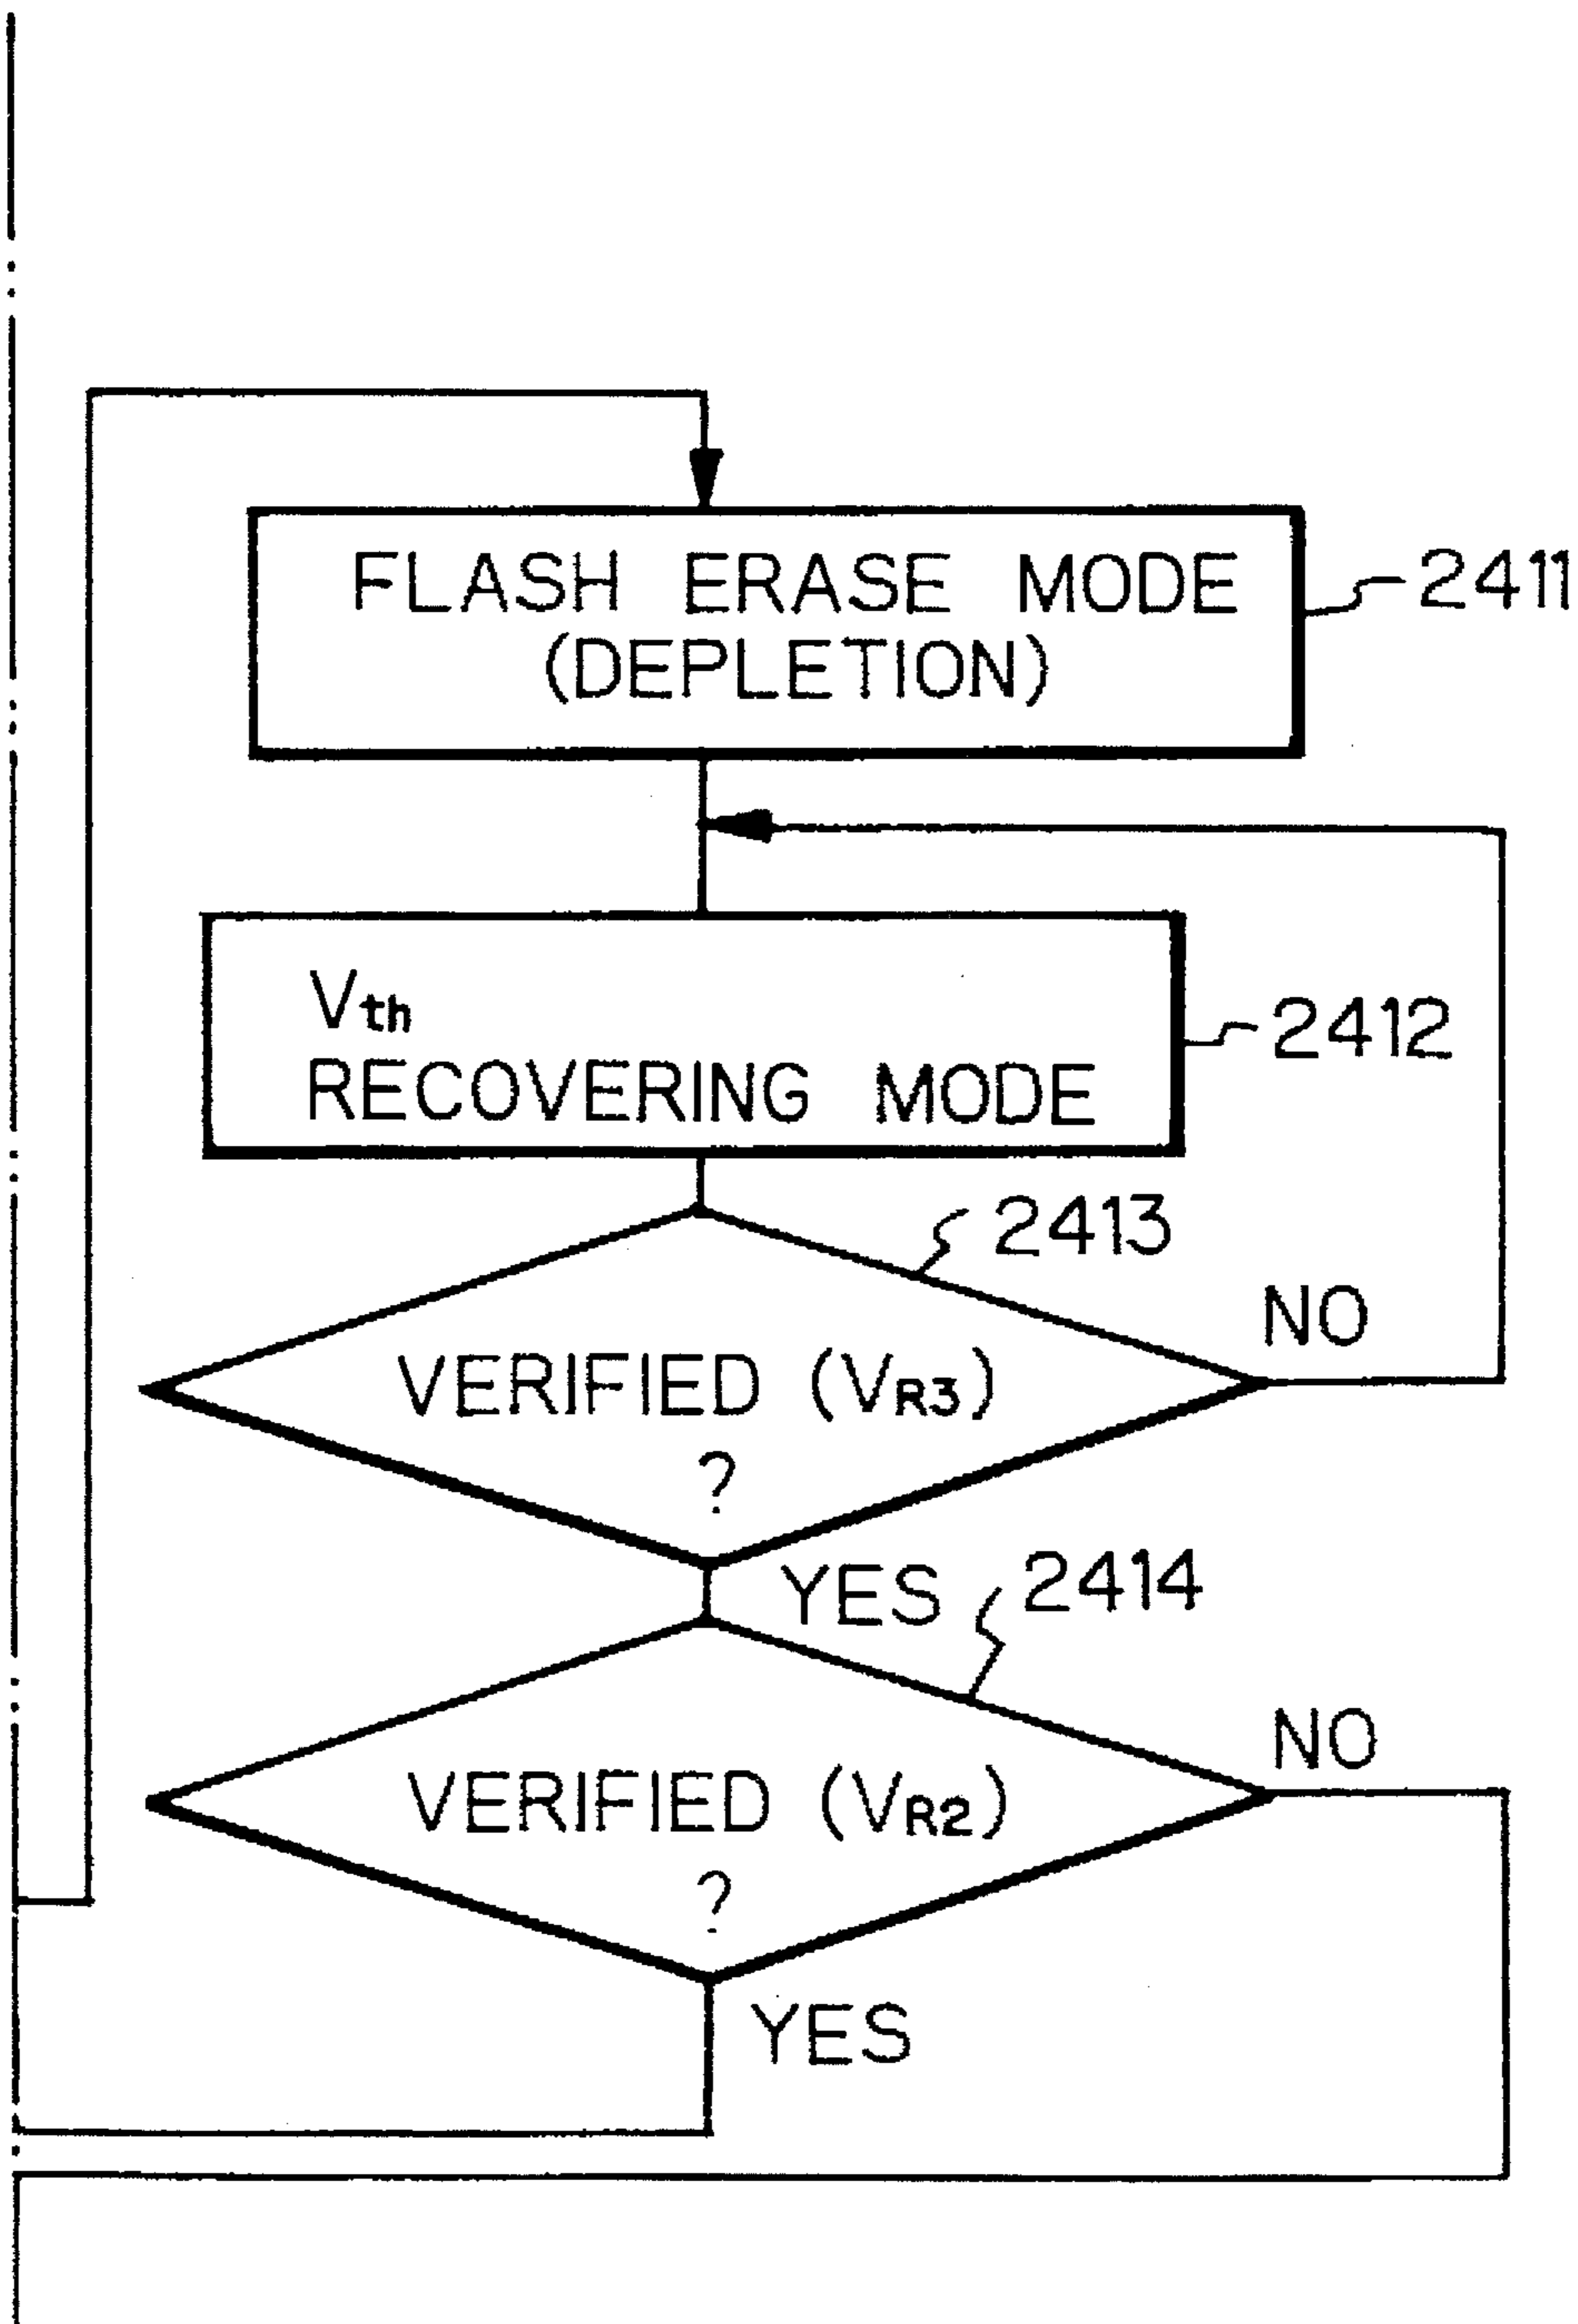 FLASH ERASE MODE
(DEPLETION)
2411
Vth
RECOVERING MODE
2412
2413
NO
VERIFIED (VR3)
?
YES
2414
NO
VERIFIED (VR2)
?
YES